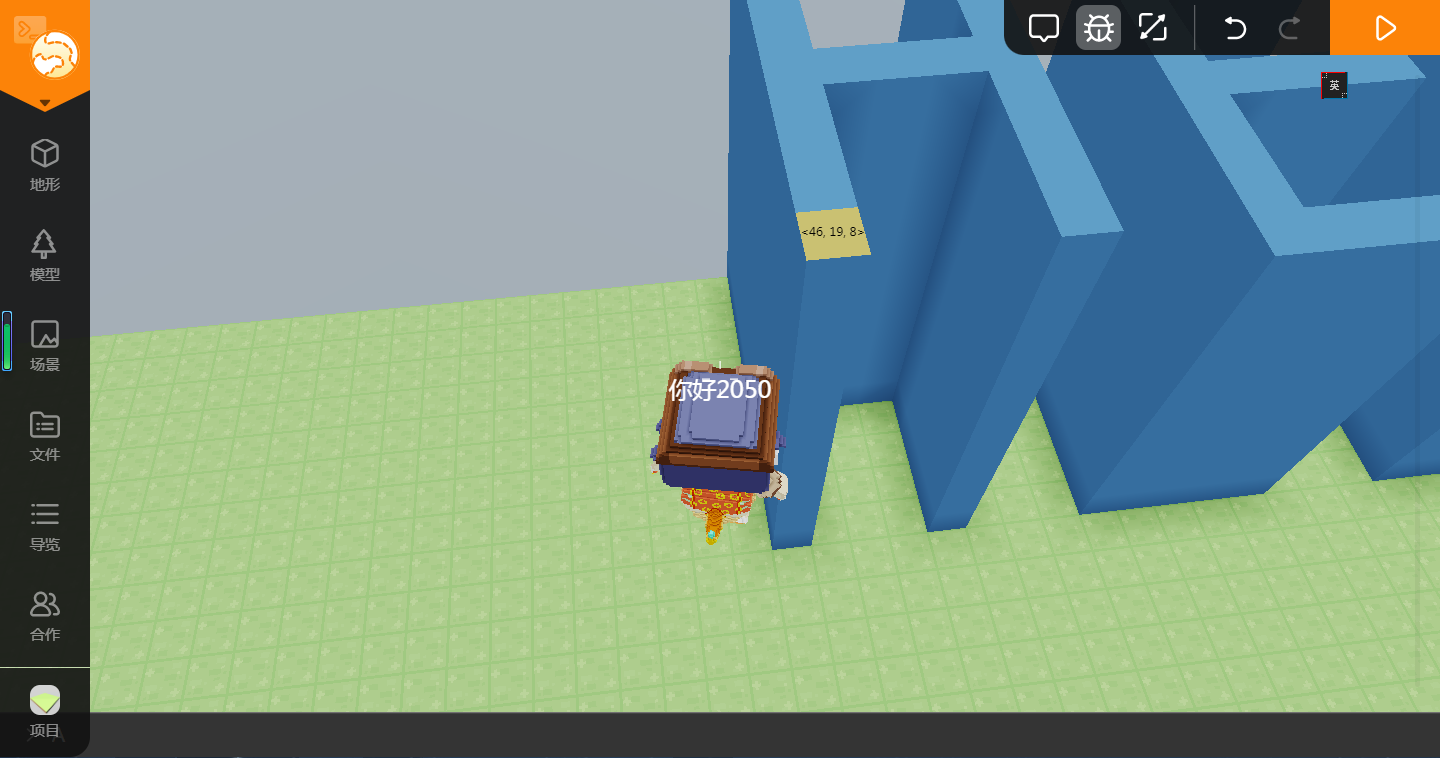 英
地形
模型
<46, 19, 8>
场景
你好2050
文件
导览
合作
项目